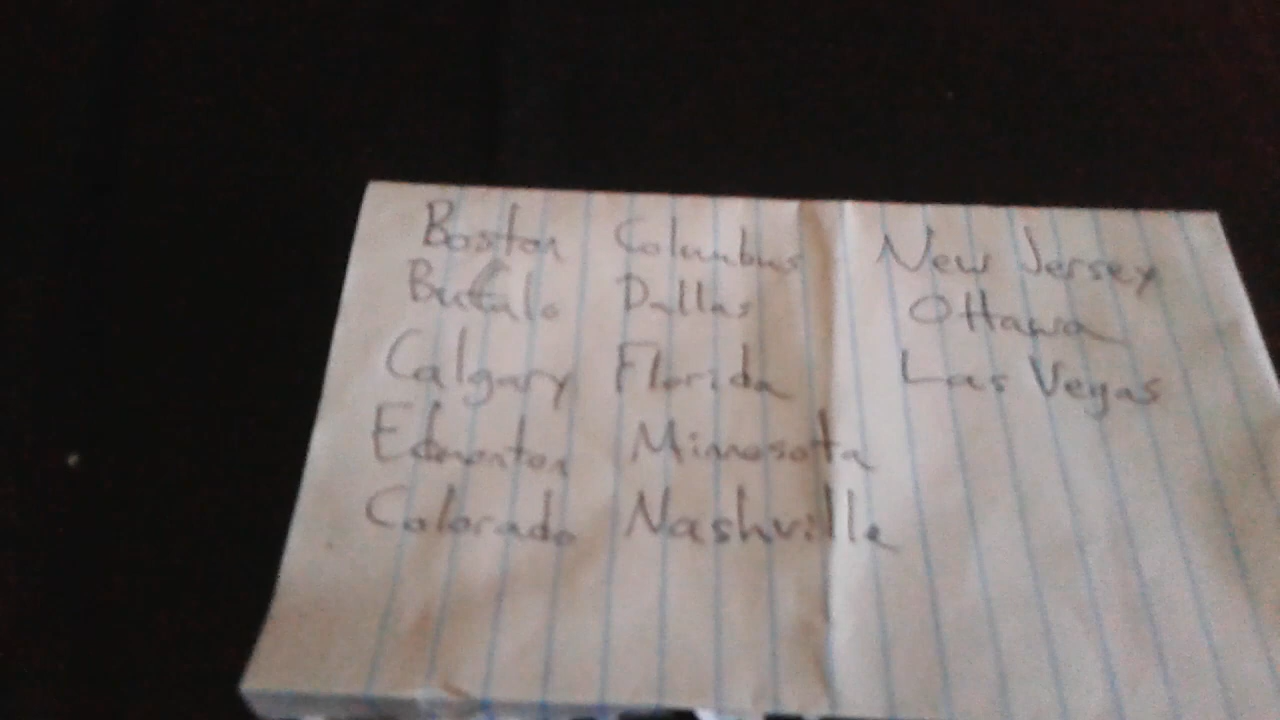 Boston Columbus New Jersey
Buffalo Dallas Ottawa
Calgary Florida Las Vegas
Edmonton Minnesota
Colorado Nashville